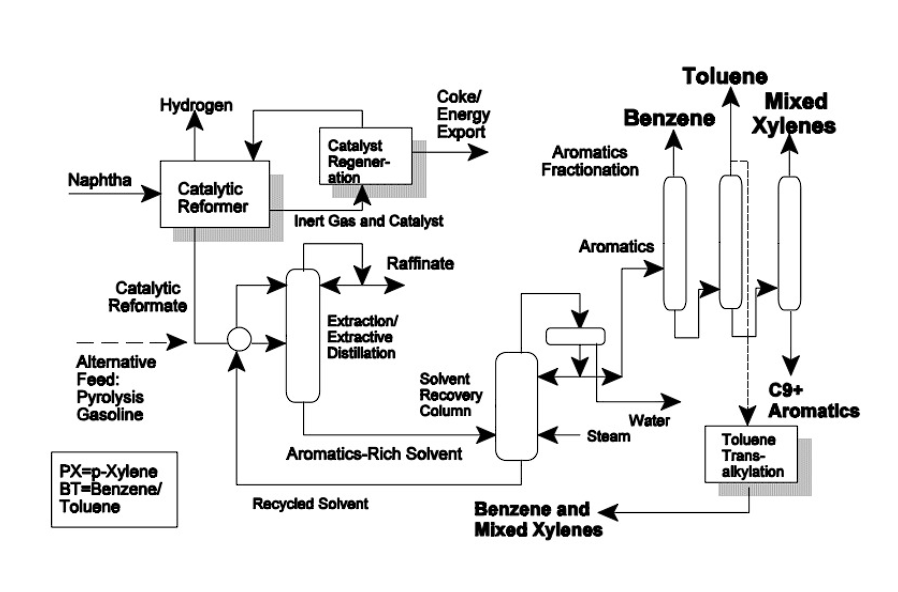 Toluene
Mixed
Xylenes
Benzene
Hydrogen
Coke/
Energy
Export
Catalyst
Regener-
ation
Aromatics
Fractionation
Naphtha
Catalytic
Reformer
Inert Gas and Catalyst
Aromatics
Raffinate
Catalytic
Reformate
Extraction/
Extractive
Distillation
Alternative
Feed:
Pyrolysis
Gasoline
Solvent
Recovery
Column
Water
Steam
C9+
Aromatics
Toluene
Trans-
alkylation
Aromatics-Rich Solvent
PX=p-Xylene
BT=Benzene/
Toluene
Recycled Solvent
Benzene and
Mixed Xylenes